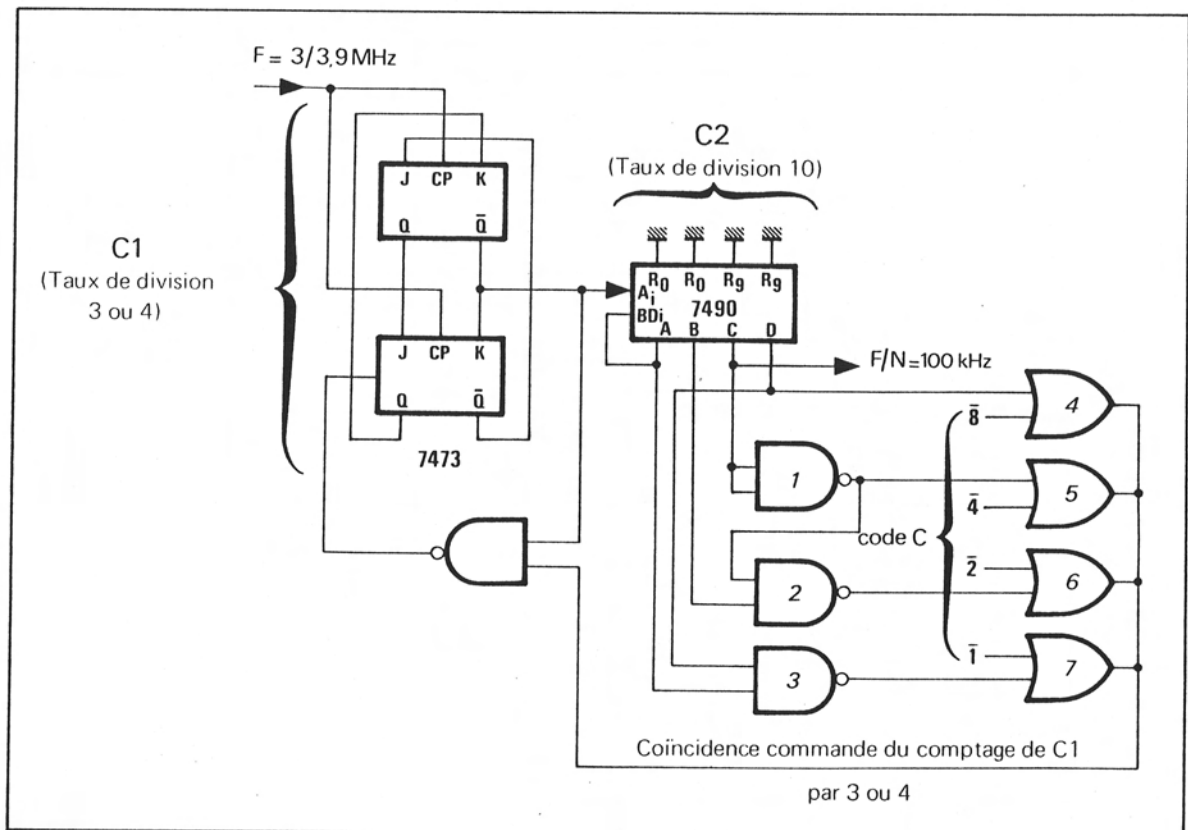 F = 3/3,9 MHz
C1
(Taux de division
3 ou 4)
J CP K
Q Q̅
J CP K
Q Q̅
7473
C2
(Taux de division 10)
R0 R0 R9 R9
Ai
7490
BDi
A B C D
F/N = 100 kHz
1
2
3
code C
8̅
4̅
2̅
1̅
4
5
6
7
Coïncidence commande du comptage de C1
par 3 ou 4